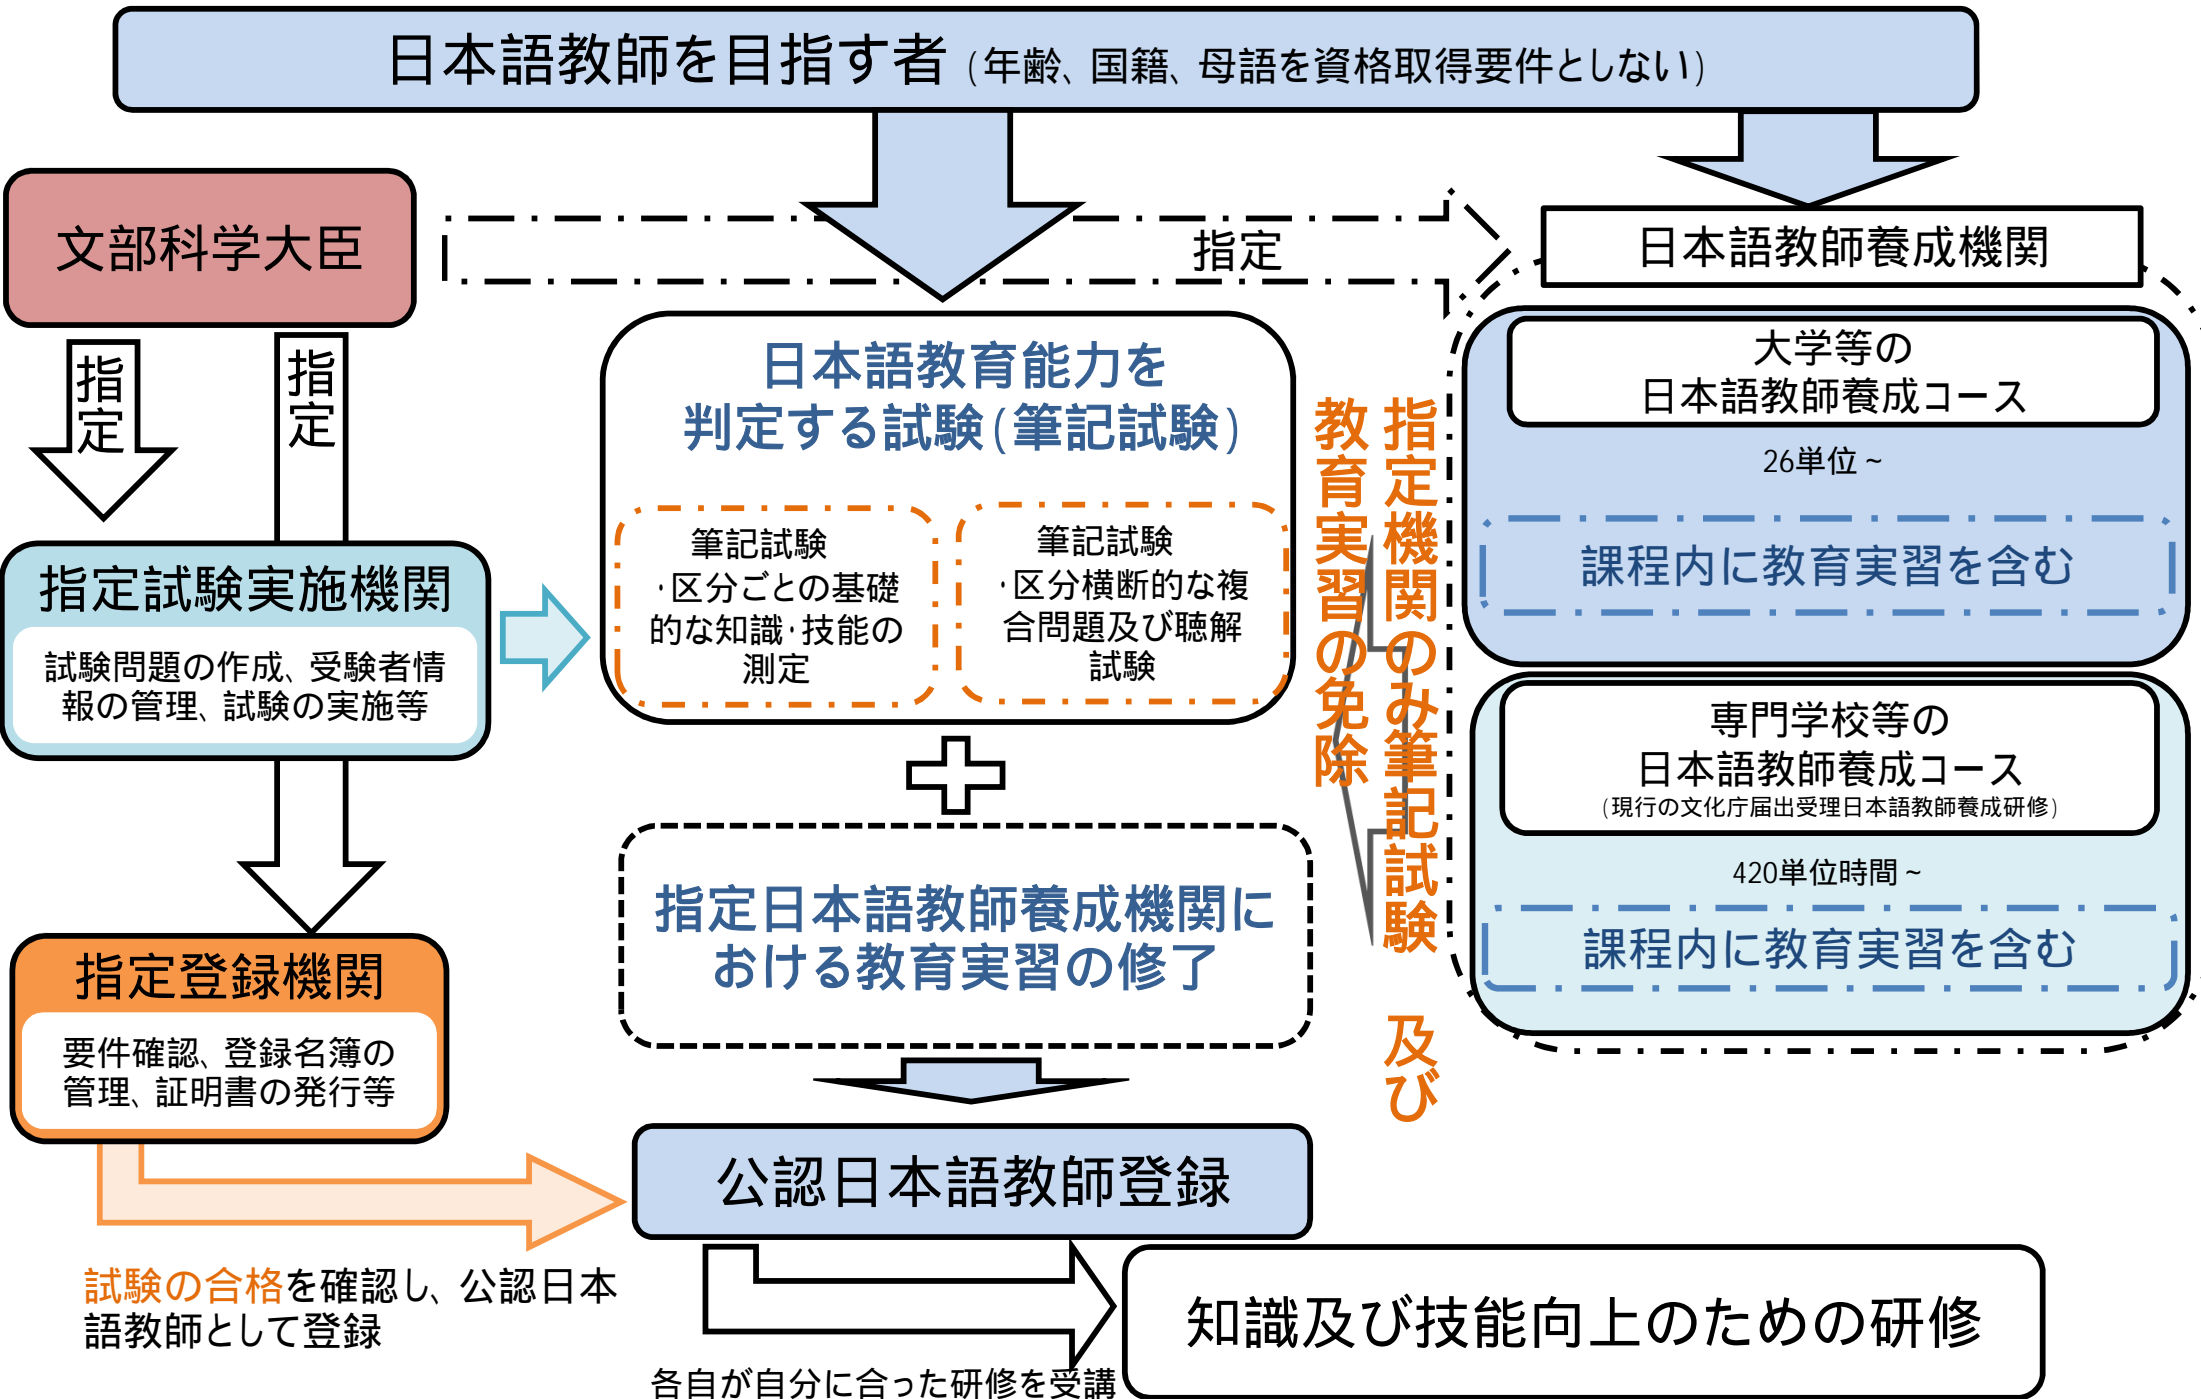 日本語教師を目指す者(年齢、国籍、母語を資格取得要件としない)
文部科学大臣
指定
日本語教師養成機関
指定
指定
日本語教育能力を
判定する試験(筆記試験)
筆記試験
・区分ごとの基礎
的な知識・技能の
測定
筆記試験
・区分横断的な複
合問題及び聴解
試験
指定機関のみ筆記試験 及び
教育実習の免除
大学等の
日本語教師養成コース
26単位~
課程内に教育実習を含む
専門学校等の
日本語教師養成コース
(現行の文化庁届出受理日本語教師養成研修)
420単位時間~
課程内に教育実習を含む
指定試験実施機関
試験問題の作成、受験者情
報の管理、試験の実施等
指定日本語教師養成機関に
おける教育実習の修了
指定登録機関
要件確認、登録名簿の
管理、証明書の発行等
公認日本語教師登録
試験の合格を確認し、公認日本
語教師として登録
知識及び技能向上のための研修
各自が自分に合った研修を受講